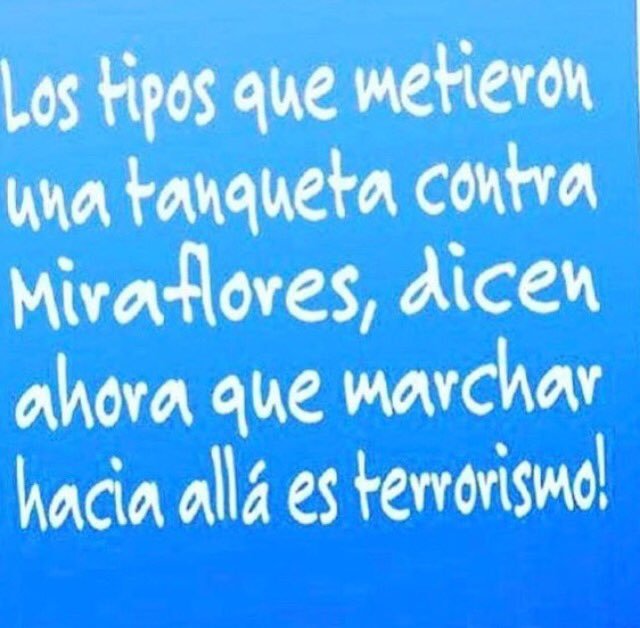 Los tipos que metieron
una tanqueta contra
Miraflores, dicen
ahora que marchar
hacia allá es terrorismo!